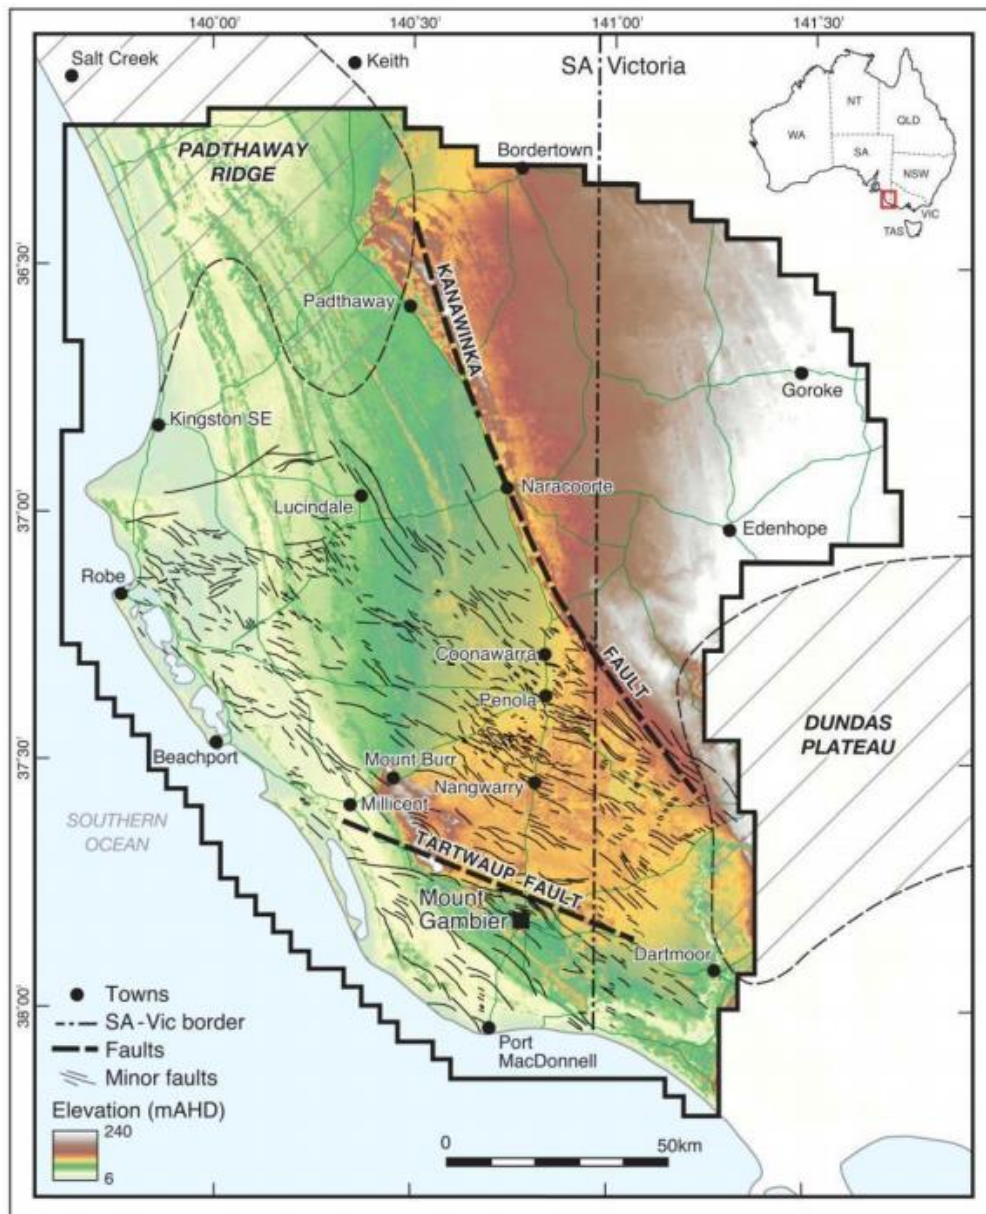 140°00'
140°30'
141°00'
141°30'
Salt Creek
Keith
SA
Victoria
WA
NT
QLD
SA
NSW
VIC
TAS
PADTHAWAY
RIDGE
Bordertown
36°30'
KANAWINKA
Padthaway
Goroke
Kingston SE
Naracoorte
Lucindale
37°00'
Edenhope
Robe
Coonawarra
FAULT
Penola
DUNDAS
PLATEAU
Beachport
37°30'
Mount Burr
Nangwarry
Millicent
SOUTHERN
OCEAN
TARTWAUP FAULT
Mount
Gambier
Dartmoor
38°00'
Towns
SA-Vic border
Faults
Minor faults
Port
MacDonnell
Elevation (mAHD)
240
6
0
50km